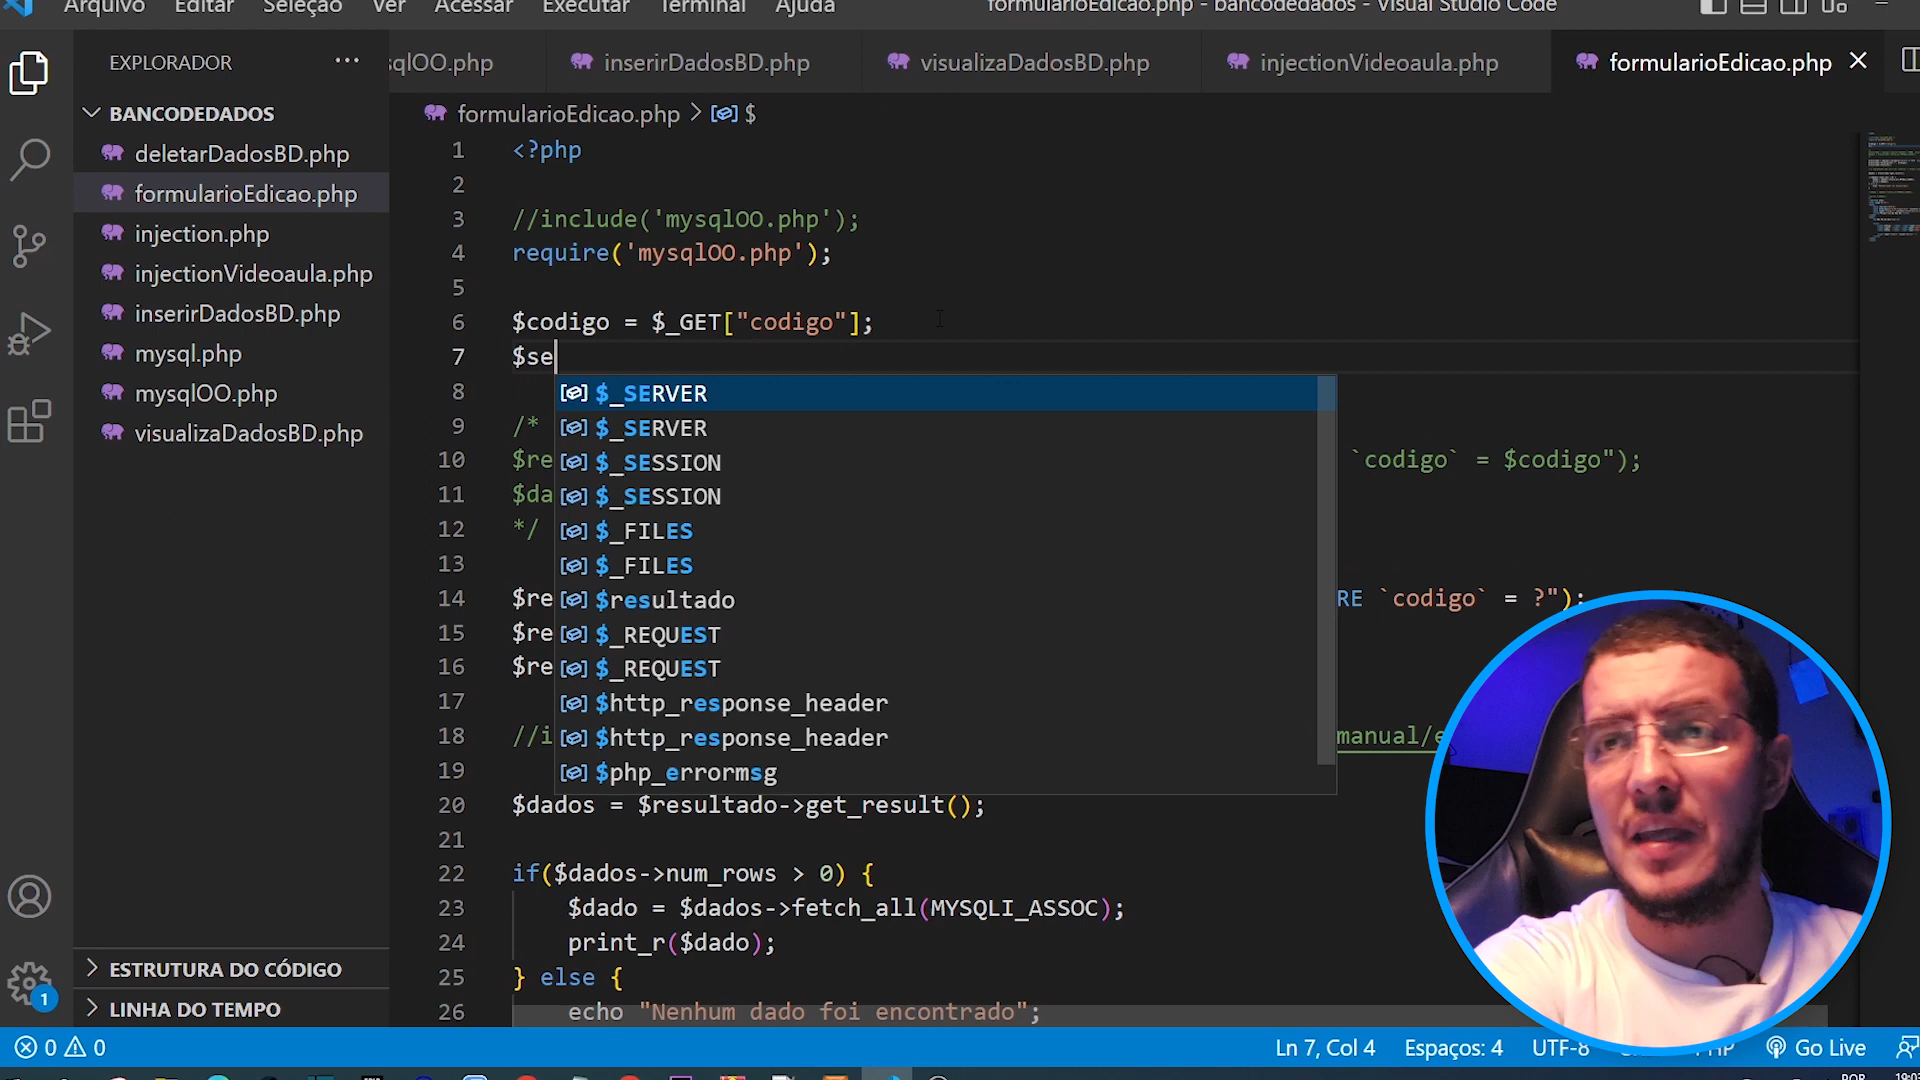 Arquivo Editar Seleção Ver Acessar Executar Terminal Ajuda
formularioEdicao.php - bancodedados - Visual Studio Code
EXPLORADOR ···
sqlOO.php inserirDadosBD.php visualizaDadosBD.php injectionVideoaula.php formularioEdicao.php
BANCODEDADOS
deletarDadosBD.php
formularioEdicao.php
injection.php
injectionVideoaula.php
inserirDadosBD.php
mysql.php
mysqlOO.php
visualizaDadosBD.php
ESTRUTURA DO CÓDIGO
LINHA DO TEMPO
1
formularioEdicao.php > $
1 <?php
2
3 //include('mysqlOO.php');
4 require('mysqlOO.php');
5
6 $codigo = $_GET["codigo"];
7 $se
8
9 /*
10 $re `codigo` = $codigo");
11 $da
12 */
13
14 $re RE `codigo` = ?");
15 $re
16 $re
17
18 //i manual/e
19
20 $dados = $resultado->get_result();
21
22 if($dados->num_rows > 0) {
23 $dado = $dados->fetch_all(MYSQLI_ASSOC);
24 print_r($dado);
25 } else {
26 echo "Nenhum dado foi encontrado";
$_SERVER
$_SERVER
$_SESSION
$_SESSION
$_FILES
$_FILES
$resultado
$_REQUEST
$_REQUEST
$http_response_header
$http_response_header
$php_errormsg
0 0 Ln 7, Col 4 Espaços: 4 UTF-8 PHP Go Live
POR